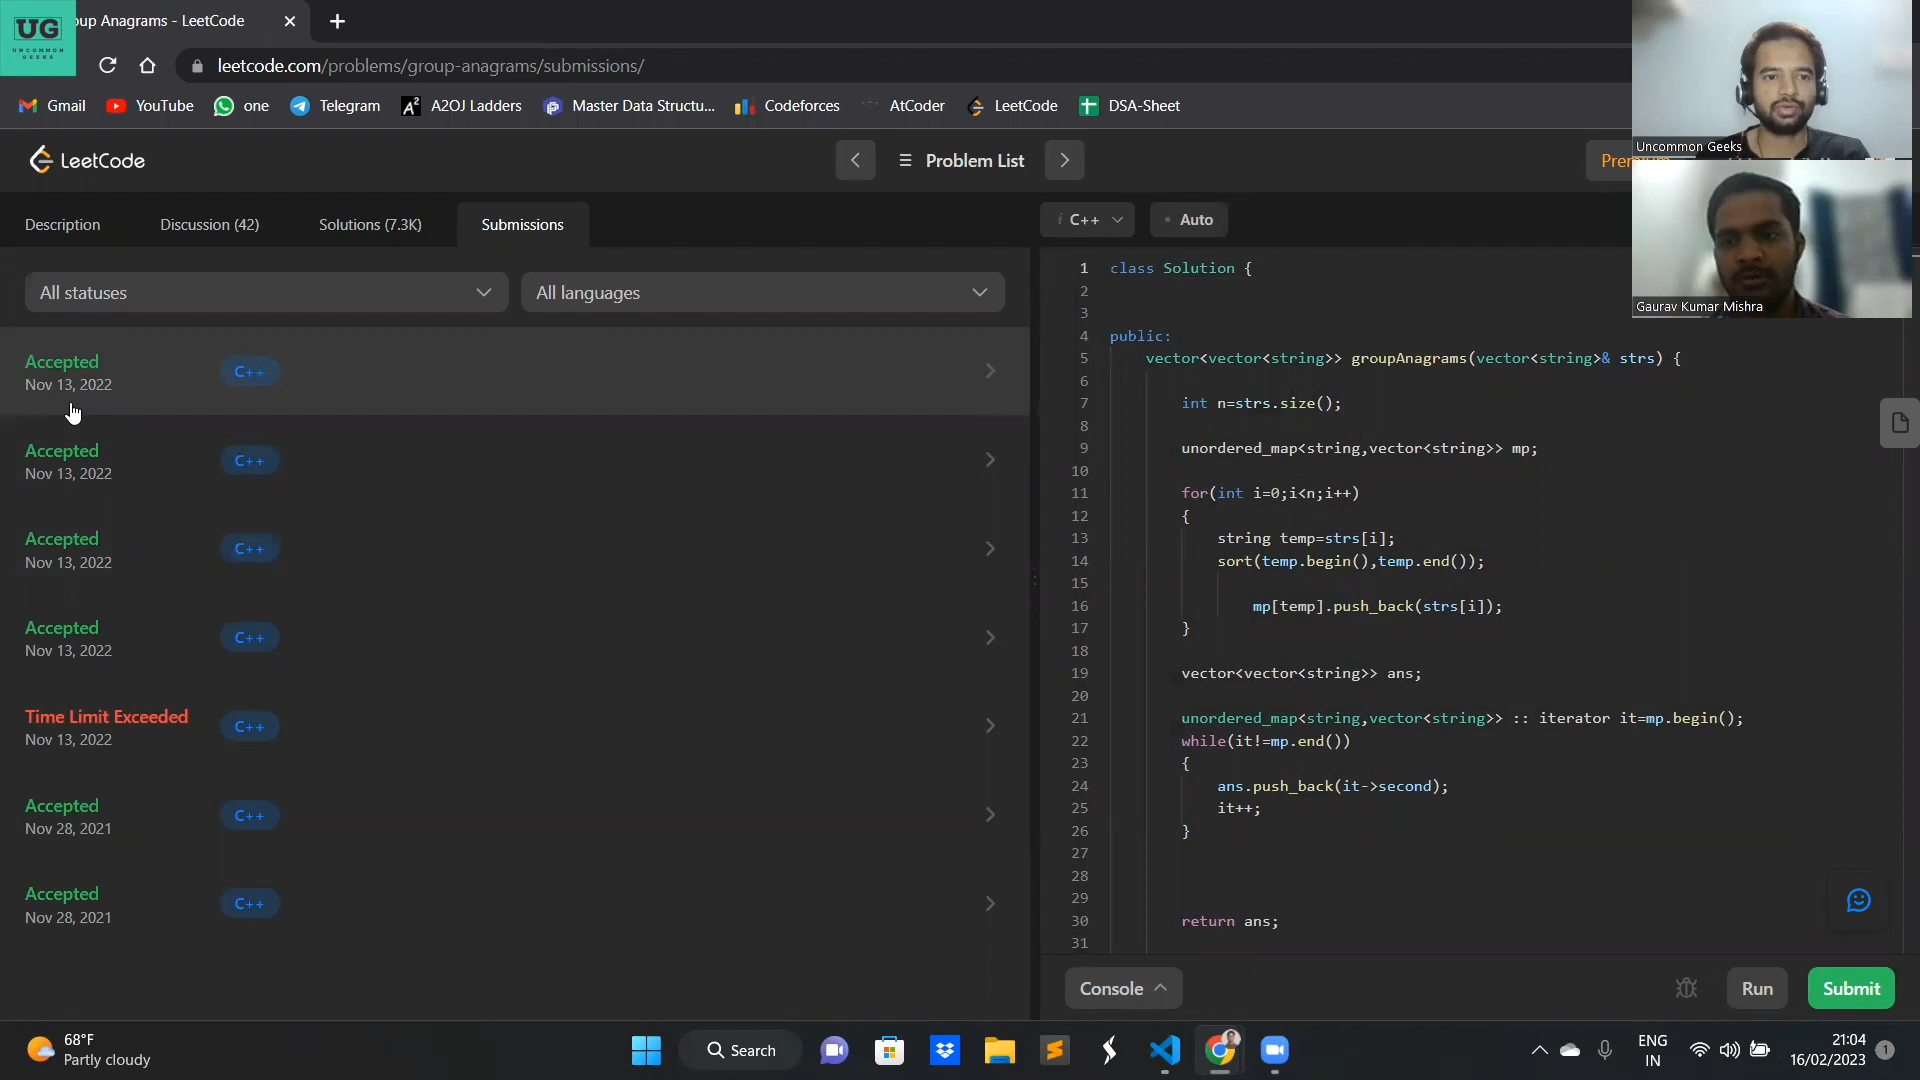 UG
UNCOMMON
GEEKS
oup Anagrams - LeetCode
leetcode.com/problems/group-anagrams/submissions/
Gmail
YouTube
one
Telegram
A2OJ Ladders
Master Data Structu...
Codeforces
AtCoder
LeetCode
DSA-Sheet
LeetCode
Problem List
Uncommon Geeks
Gaurav Kumar Mishra
Description
Discussion (42)
Solutions (7.3K)
Submissions
All statuses
All languages
Accepted
Nov 13, 2022
C++
Accepted
Nov 13, 2022
C++
Accepted
Nov 13, 2022
C++
Accepted
Nov 13, 2022
C++
Time Limit Exceeded
Nov 13, 2022
C++
Accepted
Nov 28, 2021
C++
Accepted
Nov 28, 2021
C++
i C++
Auto
1 class Solution {
2
3
4 public:
5 vector<vector<string>> groupAnagrams(vector<string>& strs) {
6
7 int n=strs.size();
8
9 unordered_map<string,vector<string>> mp;
10
11 for(int i=0;i<n;i++)
12 {
13 string temp=strs[i];
14 sort(temp.begin(),temp.end());
15
16 mp[temp].push_back(strs[i]);
17 }
18
19 vector<vector<string>> ans;
20
21 unordered_map<string,vector<string>> :: iterator it=mp.begin();
22 while(it!=mp.end())
23 {
24 ans.push_back(it->second);
25 it++;
26 }
27
28
29
30 return ans;
31
Console
Run
Submit
68°F
Partly cloudy
Search
ENG
IN
21:04
16/02/2023
1